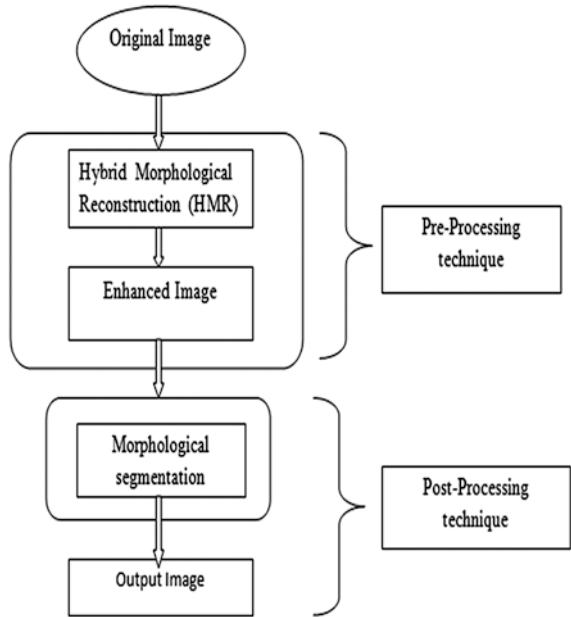 Original Image
Hybrid Morphological
Reconstruction (HMR)
Enhanced Image
Pre-Processing
technique
Morphological
segmentation
Output Image
Post-Processing
technique